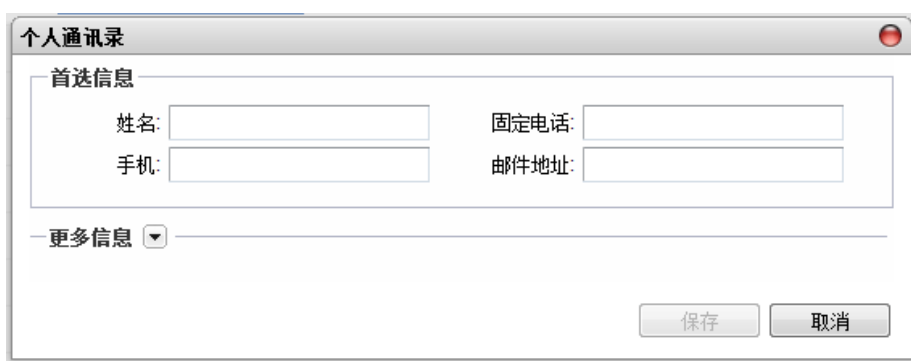 个人通讯录
首选信息
姓名: 固定电话:
手机: 邮件地址:
更多信息
保存 取消